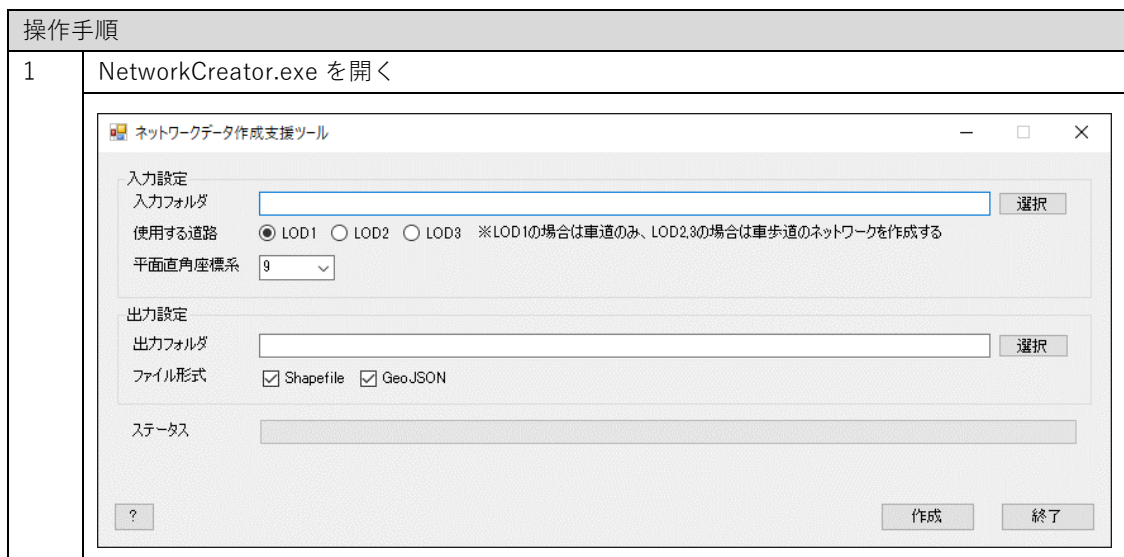 操作手順
1 NetworkCreator.exe を開く
ネットワークデータ作成支援ツール
入力設定
入力フォルダ 選択
使用する道路 LOD1 LOD2 LOD3 ※LOD1の場合は車道のみ、LOD2,3の場合は車歩道のネットワークを作成する
平面直角座標系 9
出力設定
出力フォルダ 選択
ファイル形式 Shapefile GeoJSON
ステータス
? 作成 終了